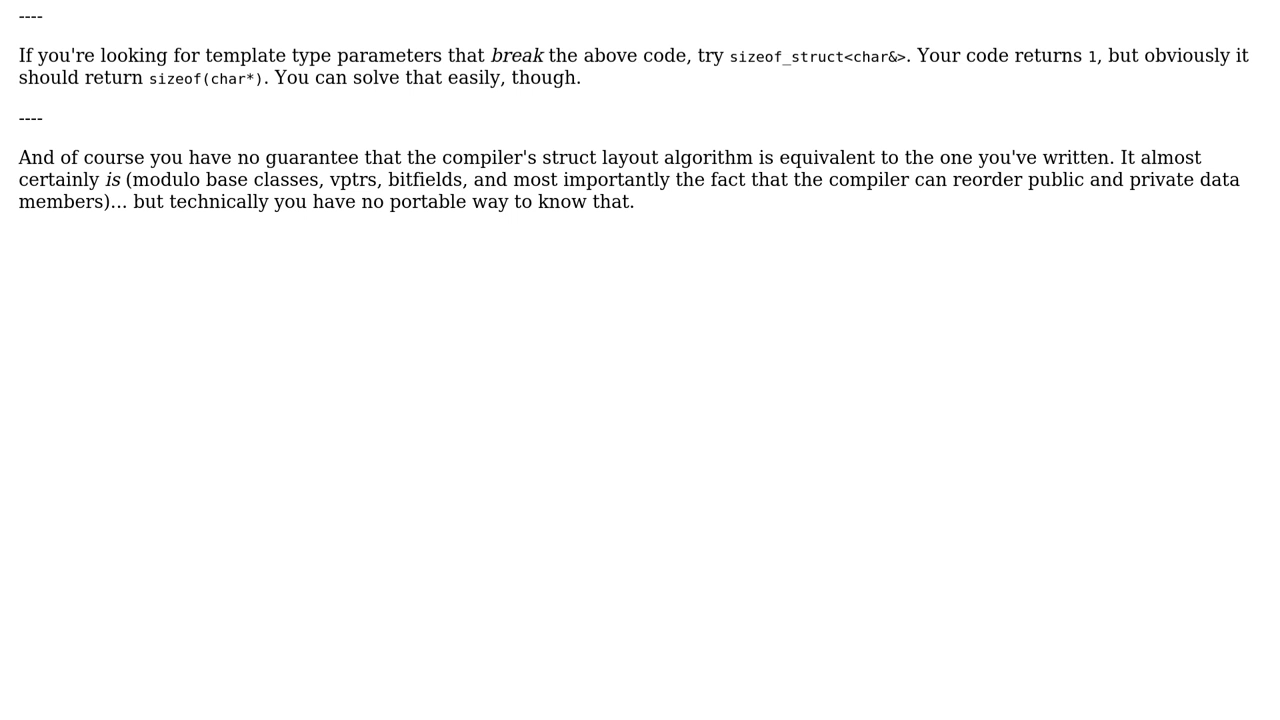 ----
If you're looking for template type parameters that break the above code, try sizeof_struct<char&>. Your code returns 1, but obviously it
should return sizeof(char*). You can solve that easily, though.
----
And of course you have no guarantee that the compiler's struct layout algorithm is equivalent to the one you've written. It almost
certainly is (modulo base classes, vptrs, bitfields, and most importantly the fact that the compiler can reorder public and private data
members)... but technically you have no portable way to know that.